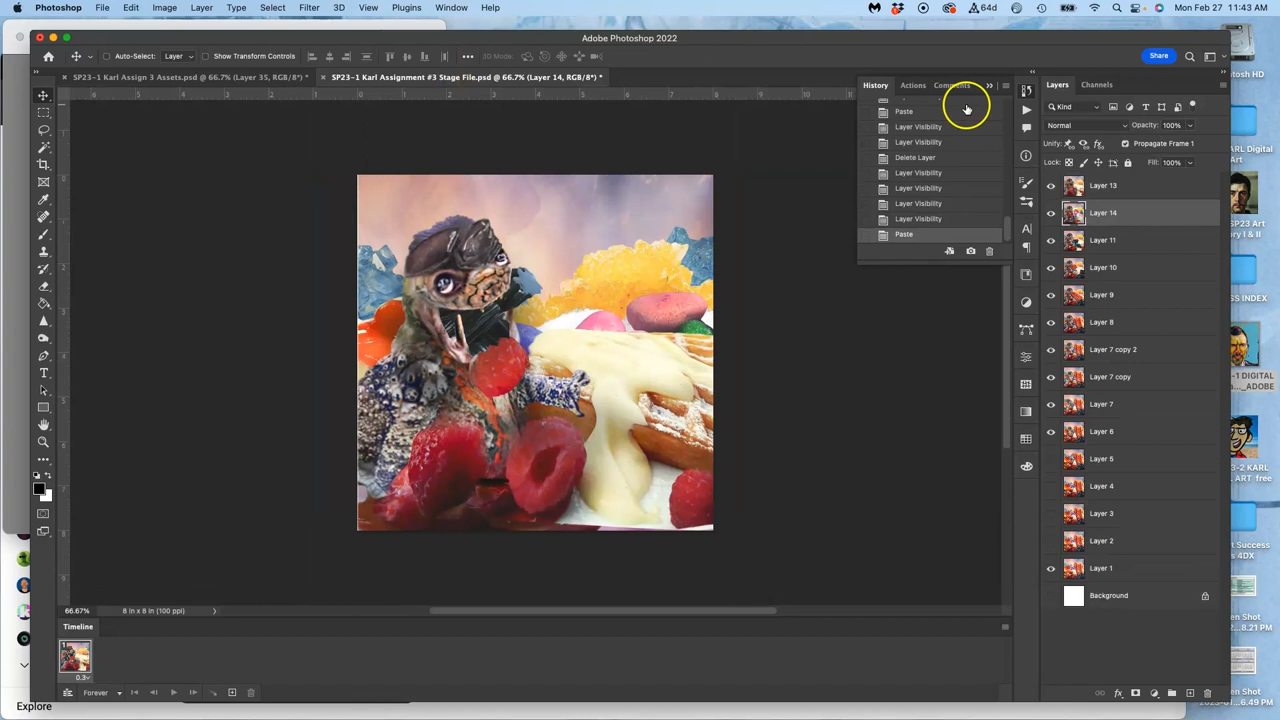 Photoshop File Edit Image Layer Type Select Filter 3D View Plugins Window Help
64d
Mon Feb 27 11:43 AM
Adobe Photoshop 2022
Auto-Select: Layer Show Transform Controls
3D Mode:
Share
SP23-1 Karl Assign 3 Assets.psd @ 66.7% (Layer 35, RGB/8*) *
SP23-1 Karl Assignment #3 Stage File.psd @ 66.7% (Layer 14, RGB/8*) *
History Actions Comments
Layers Channels
Kind
Paste
Normal Opacity: 100%
Layer Visibility
Layer Visibility
Unify: Propagate Frame 1
Delete Layer
Lock: Fill: 100%
Layer Visibility
Layer Visibility
Layer Visibility
Layer Visibility
Paste
Layer 13
Layer 14
Layer 11
Layer 10
Layer 9
Layer 8
Layer 7 copy 2
Layer 7 copy
Layer 7
Layer 6
Layer 5
Layer 4
Layer 3
Layer 2
Layer 1
Background
66.67% 8 in x 8 in (100 ppi)
Timeline
1
Forever
Explore